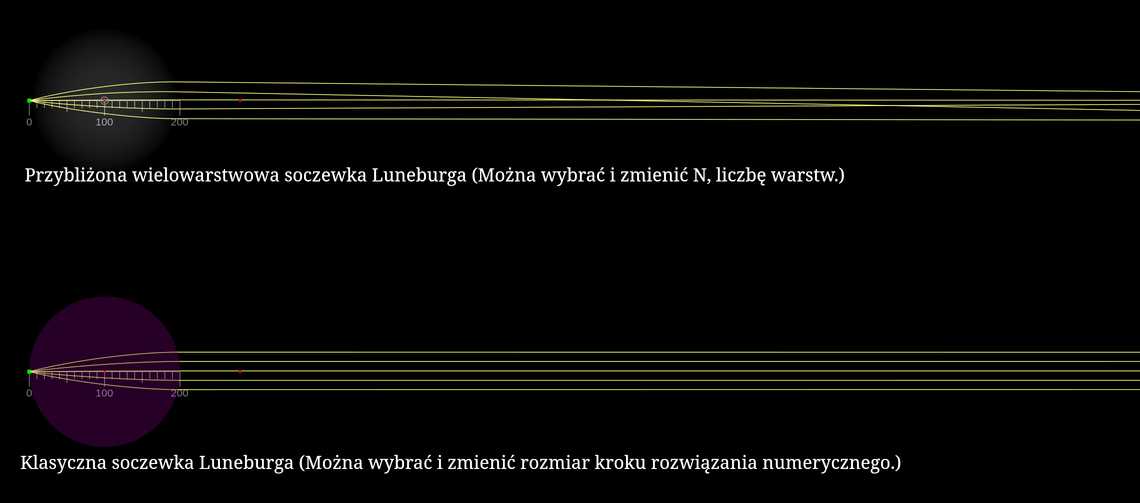 0 100 200
Przybliżona wielowarstwowa soczewka Luneburga (Można wybrać i zmienić N, liczbę warstw.)
0 100 200
Klasyczna soczewka Luneburga (Można wybrać i zmienić rozmiar kroku rozwiązania numerycznego.)